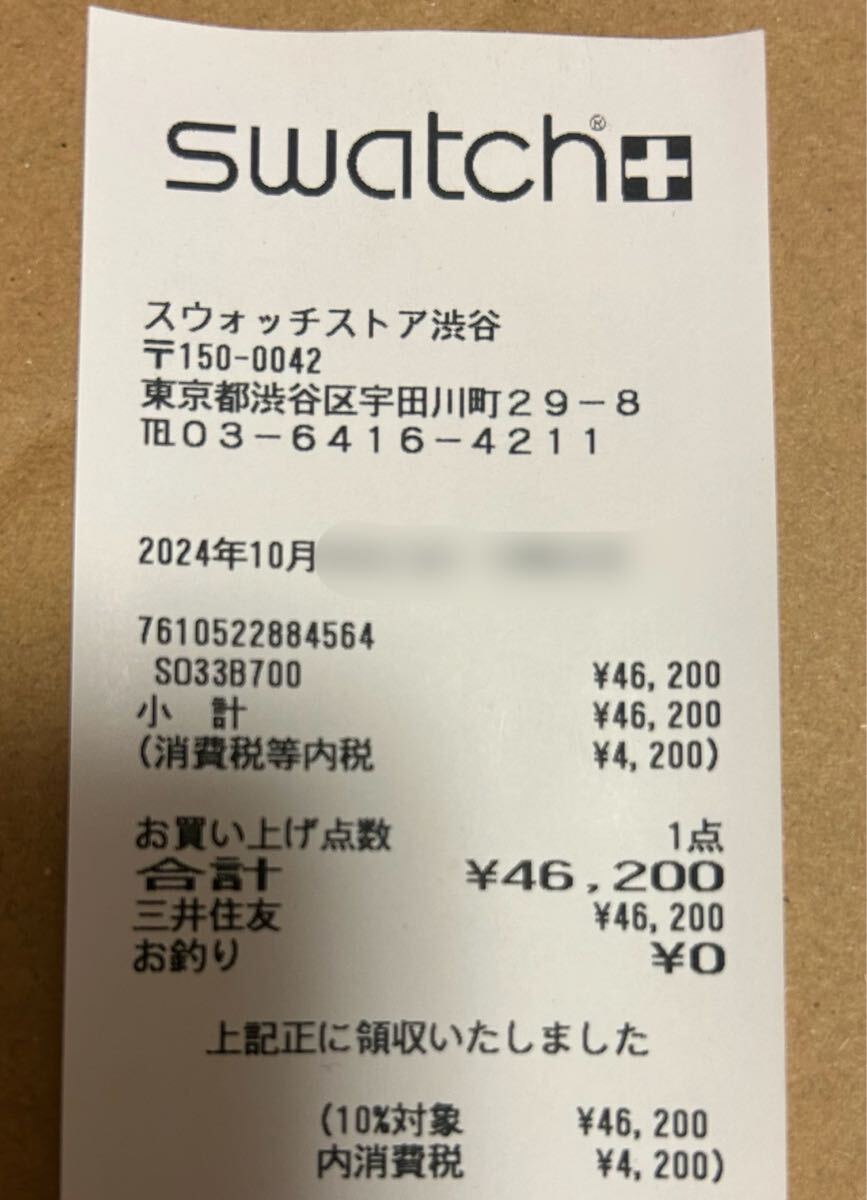 swatch®
スウォッチストア渋谷
〒150-0042
東京都渋谷区宇田川町29-8
℡03-6416-4211
2024年10月
7610522884564
SO33B700 ¥46,200
小 計 ¥46,200
(消費税等内税 ¥4,200)
お買い上げ点数 1点
合計 ¥46,200
三井住友 ¥46,200
お釣り ¥0
上記正に領収いたしました
(10%対象 ¥46,200
内消費税 ¥4,200)